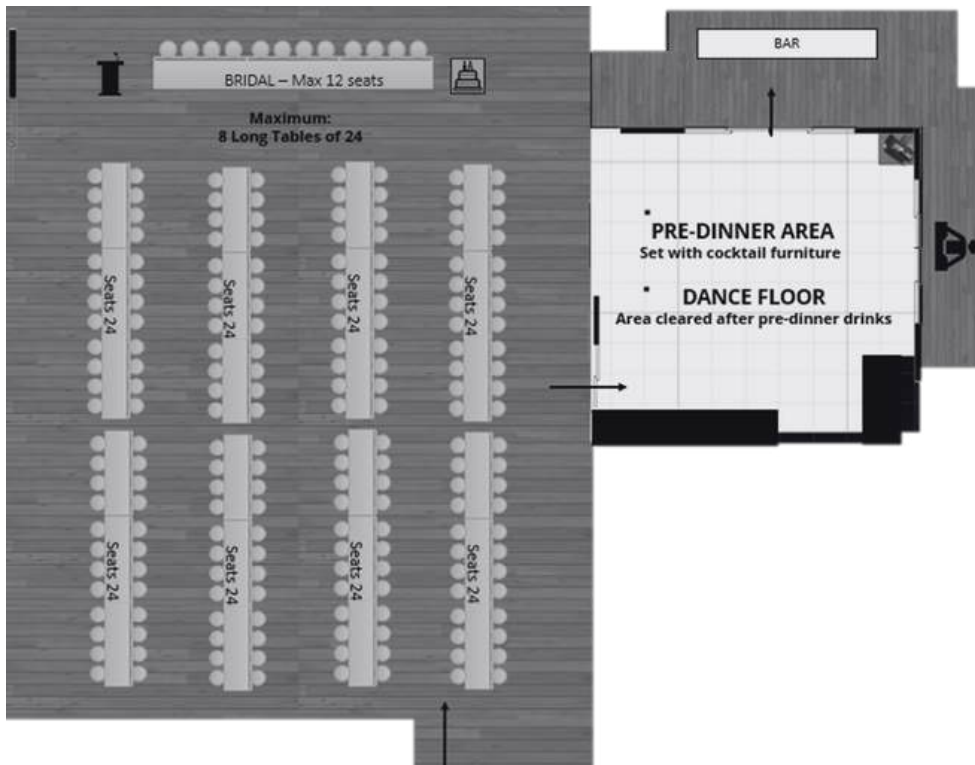 BAR
BRIDAL – Max 12 seats
Maximum:
8 Long Tables of 24
PRE-DINNER AREA
Set with cocktail furniture
DANCE FLOOR
Area cleared after pre-dinner drinks
Seats 24
Seats 24
Seats 24
Seats 24
Seats 24
Seats 24
Seats 24
Seats 24